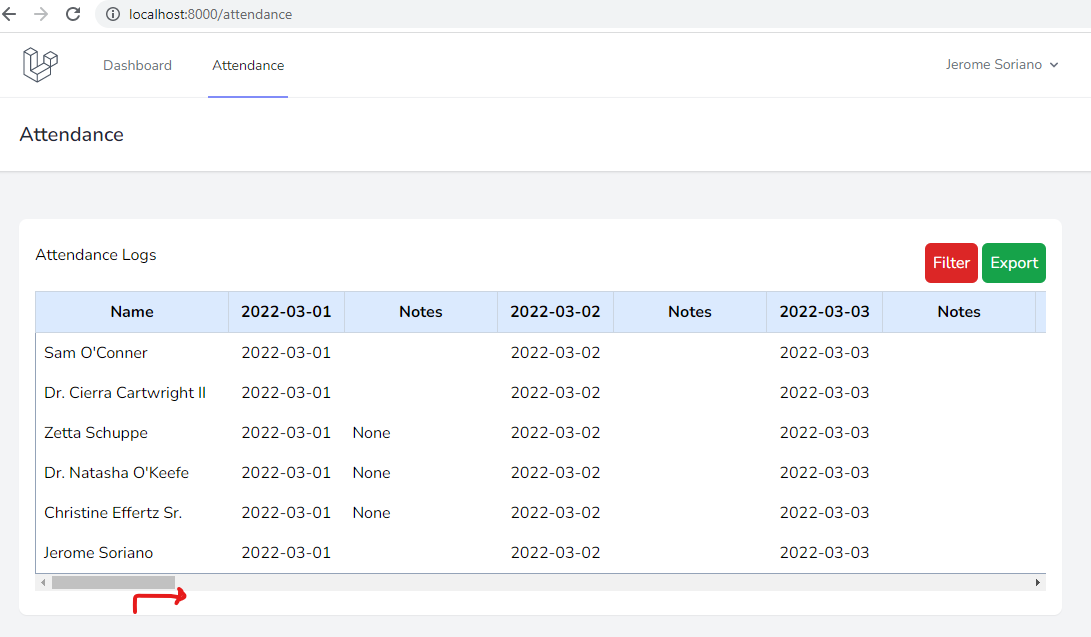 localhost:8000/attendance
Dashboard Attendance Jerome Soriano
Attendance
Attendance Logs
Filter Export
Name 2022-03-01 Notes 2022-03-02 Notes 2022-03-03 Notes
Sam O'Conner 2022-03-01 2022-03-02 2022-03-03
Dr. Cierra Cartwright II 2022-03-01 2022-03-02 2022-03-03
Zetta Schuppe 2022-03-01 None 2022-03-02 2022-03-03
Dr. Natasha O'Keefe 2022-03-01 None 2022-03-02 2022-03-03
Christine Effertz Sr. 2022-03-01 None 2022-03-02 2022-03-03
Jerome Soriano 2022-03-01 2022-03-02 2022-03-03